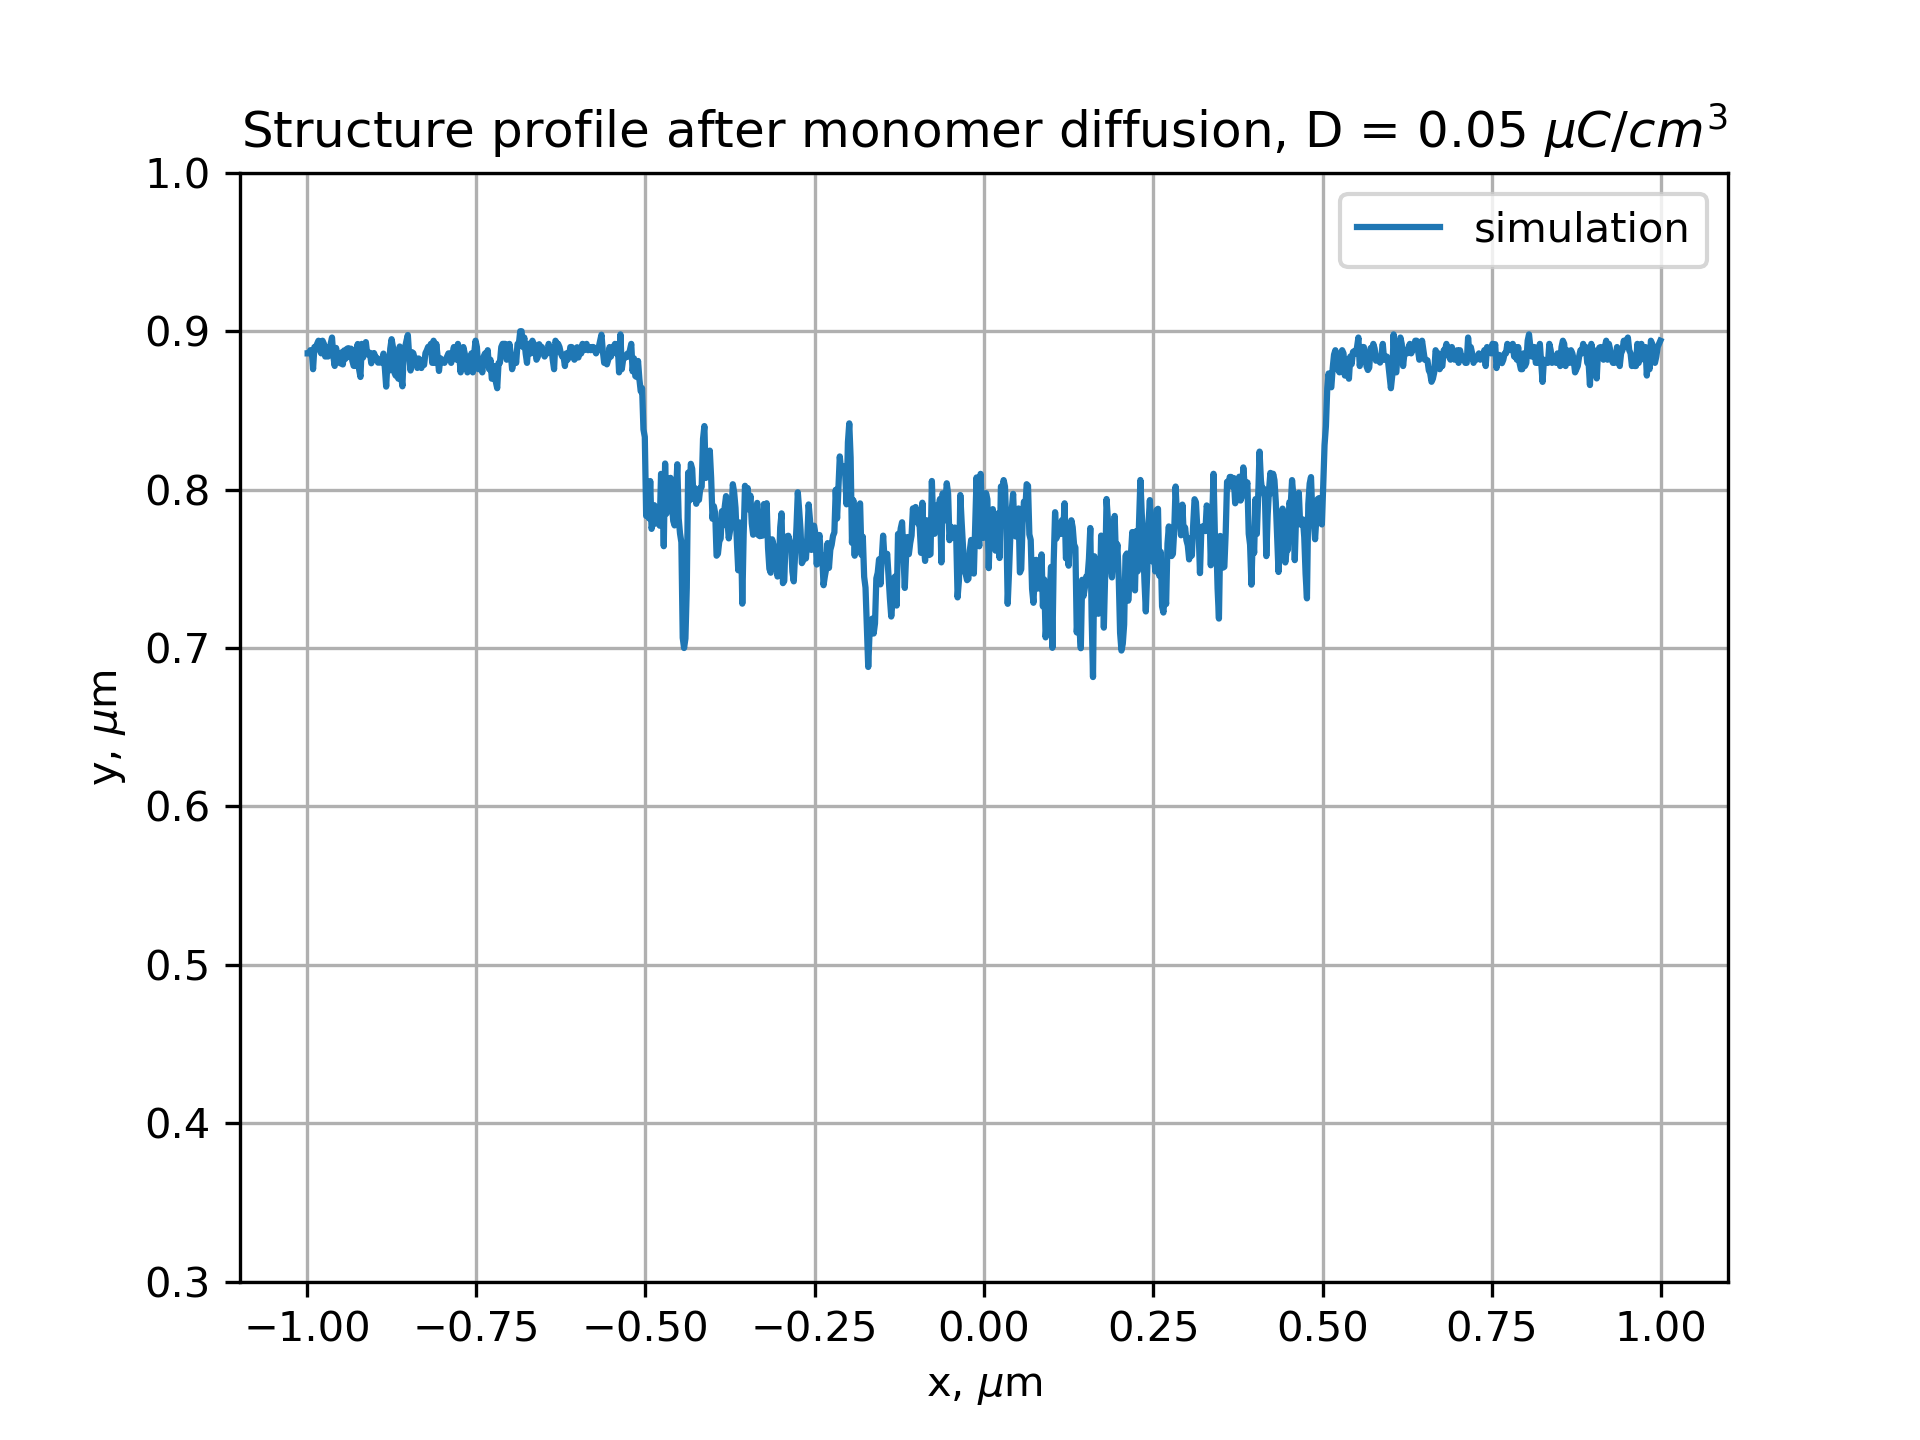 Structure profile after monomer diffusion, D = 0.05 μC/cm³
simulation
1.0
0.9
0.8
0.7
0.6
0.5
0.4
0.3
y, μm
−1.00 −0.75 −0.50 −0.25 0.00 0.25 0.50 0.75 1.00
x, μm